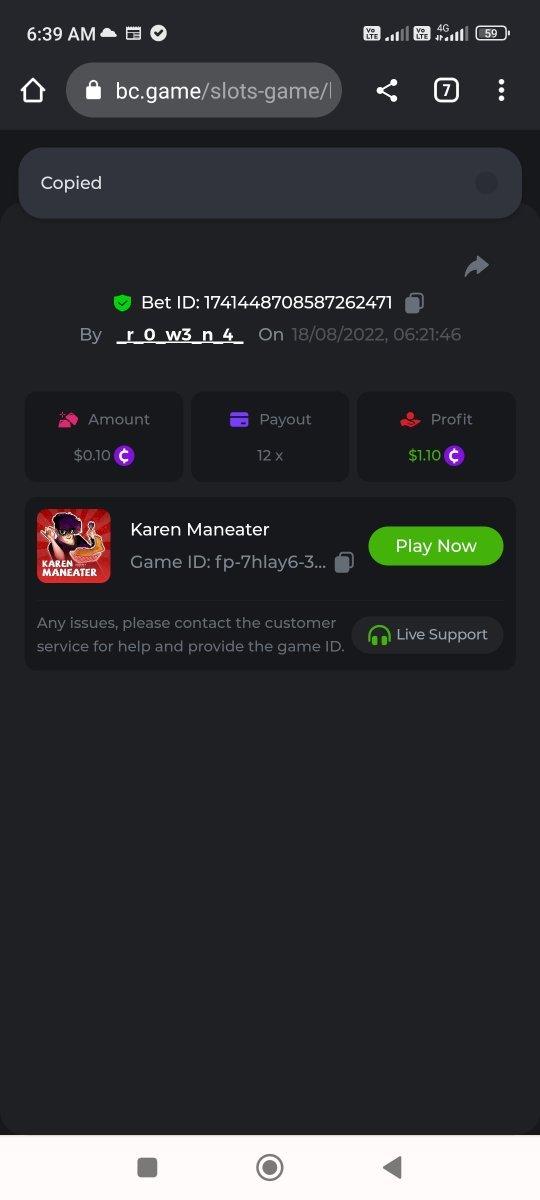 6:39 AM
Vo LTE Vo LTE 4G 59
bc.game/slots-game/
7
Copied
Bet ID: 1741448708587262471
By _r_0_w3_n_4_ On 18/08/2022, 06:21:46
Amount Payout Profit
$0.10 12 x $1.10
KAREN MANEATER
Karen Maneater
Game ID: fp-7hlay6-3...
Play Now
Any issues, please contact the customer
service for help and provide the game ID.
Live Support